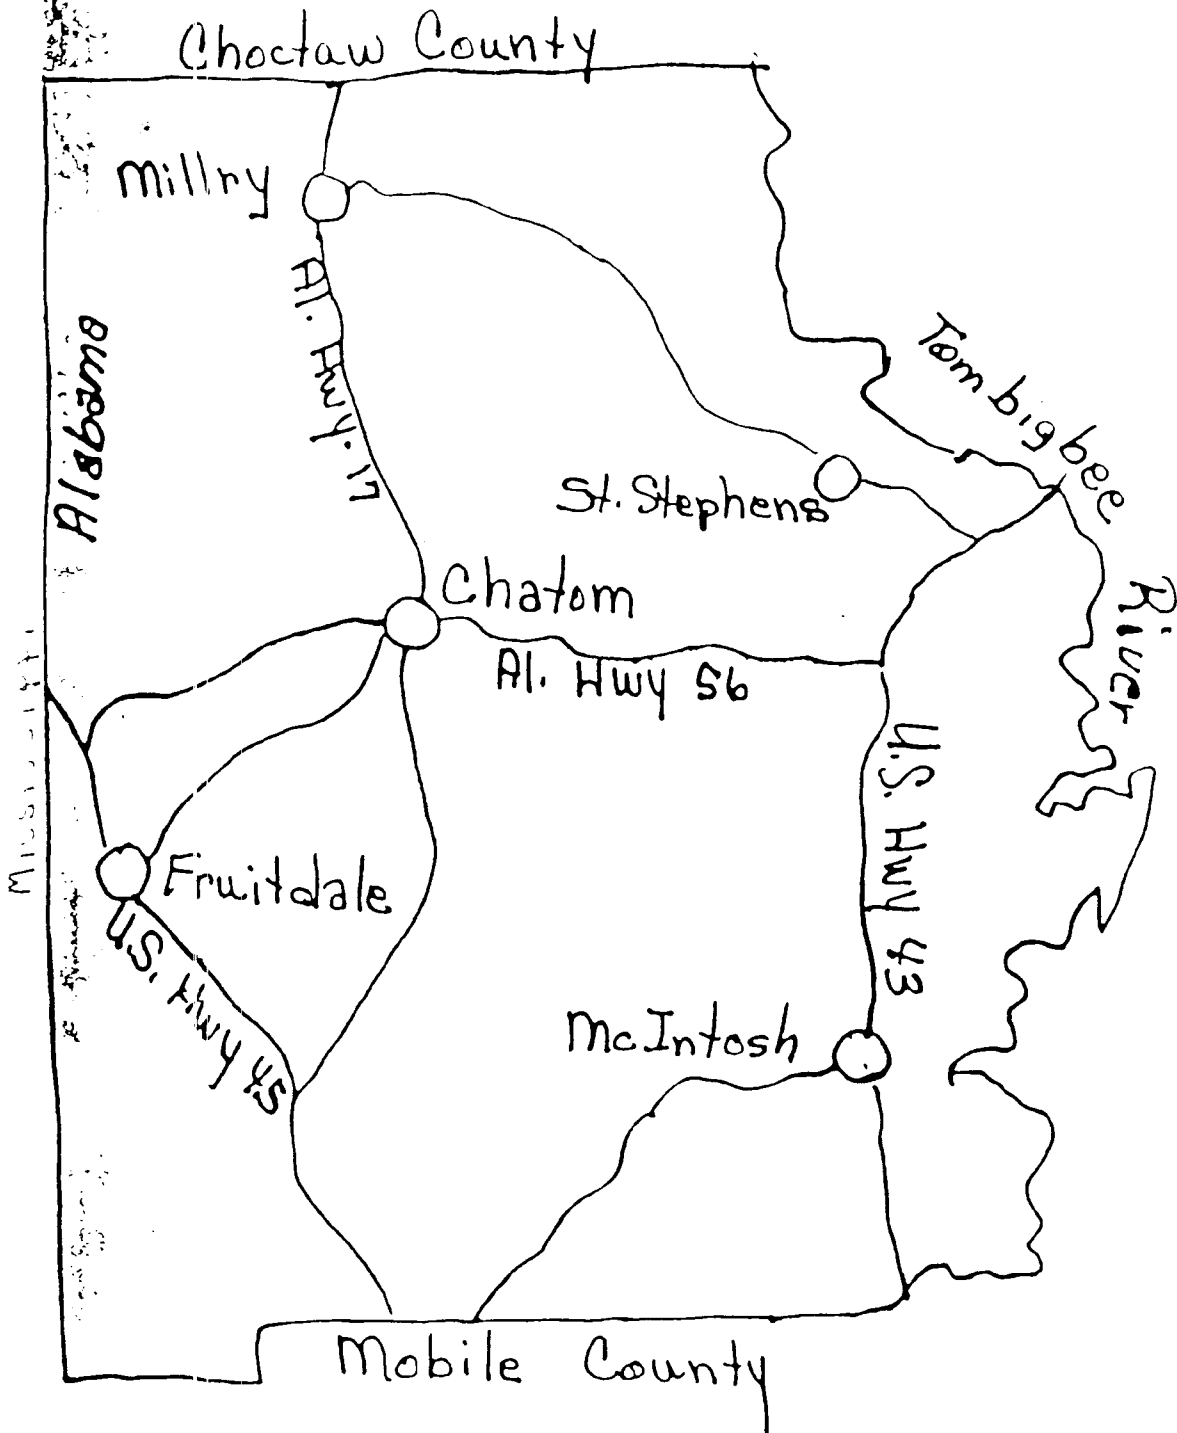 Choctaw County
Millry
Al. Hwy. 17
Alabama
Tombigbee
River
St. Stephens
Chatom
Al. Hwy 56
U.S. Hwy 43
Fruitdale
U.S. Hwy 45
McIntosh
Mobile County